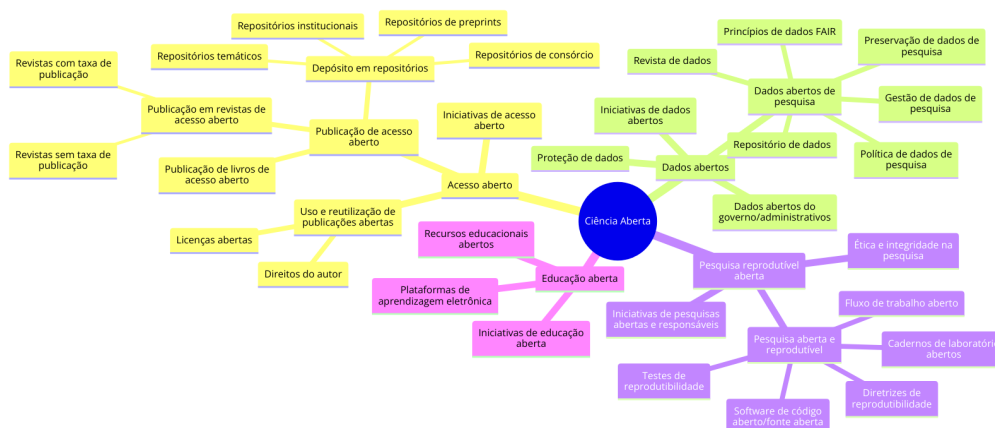 Repositórios institucionais
Repositórios de preprints
Repositórios temáticos
Depósito em repositórios
Repositórios de consórcio
Revistas com taxa de
publicação
Publicação em revistas de
acesso aberto
Revistas sem taxa de
publicação
Publicação de acesso
aberto
Publicação de livros de
acesso aberto
Iniciativas de acesso
aberto
Acesso aberto
Uso e reutilização de
publicações abertas
Licenças abertas
Direitos do autor
Ciência Aberta
Princípios de dados FAIR
Preservação de dados de
pesquisa
Revista de dados
Dados abertos de
pesquisa
Gestão de dados de
pesquisa
Repositório de dados
Política de dados de
pesquisa
Iniciativas de dados
abertos
Proteção de dados
Dados abertos
Dados abertos do
governo/administrativos
Recursos educacionais
abertos
Educação aberta
Plataformas de
aprendizagem eletrônica
Iniciativas de educação
aberta
Pesquisa reprodutível
aberta
Ética e integridade na
pesquisa
Iniciativas de pesquisas
abertas e responsáveis
Pesquisa aberta e
reprodutível
Fluxo de trabalho aberto
Cadernos de laboratório
abertos
Diretrizes de
reprodutibilidade
Software de código
aberto/fonte aberta
Testes de
reprodutibilidade